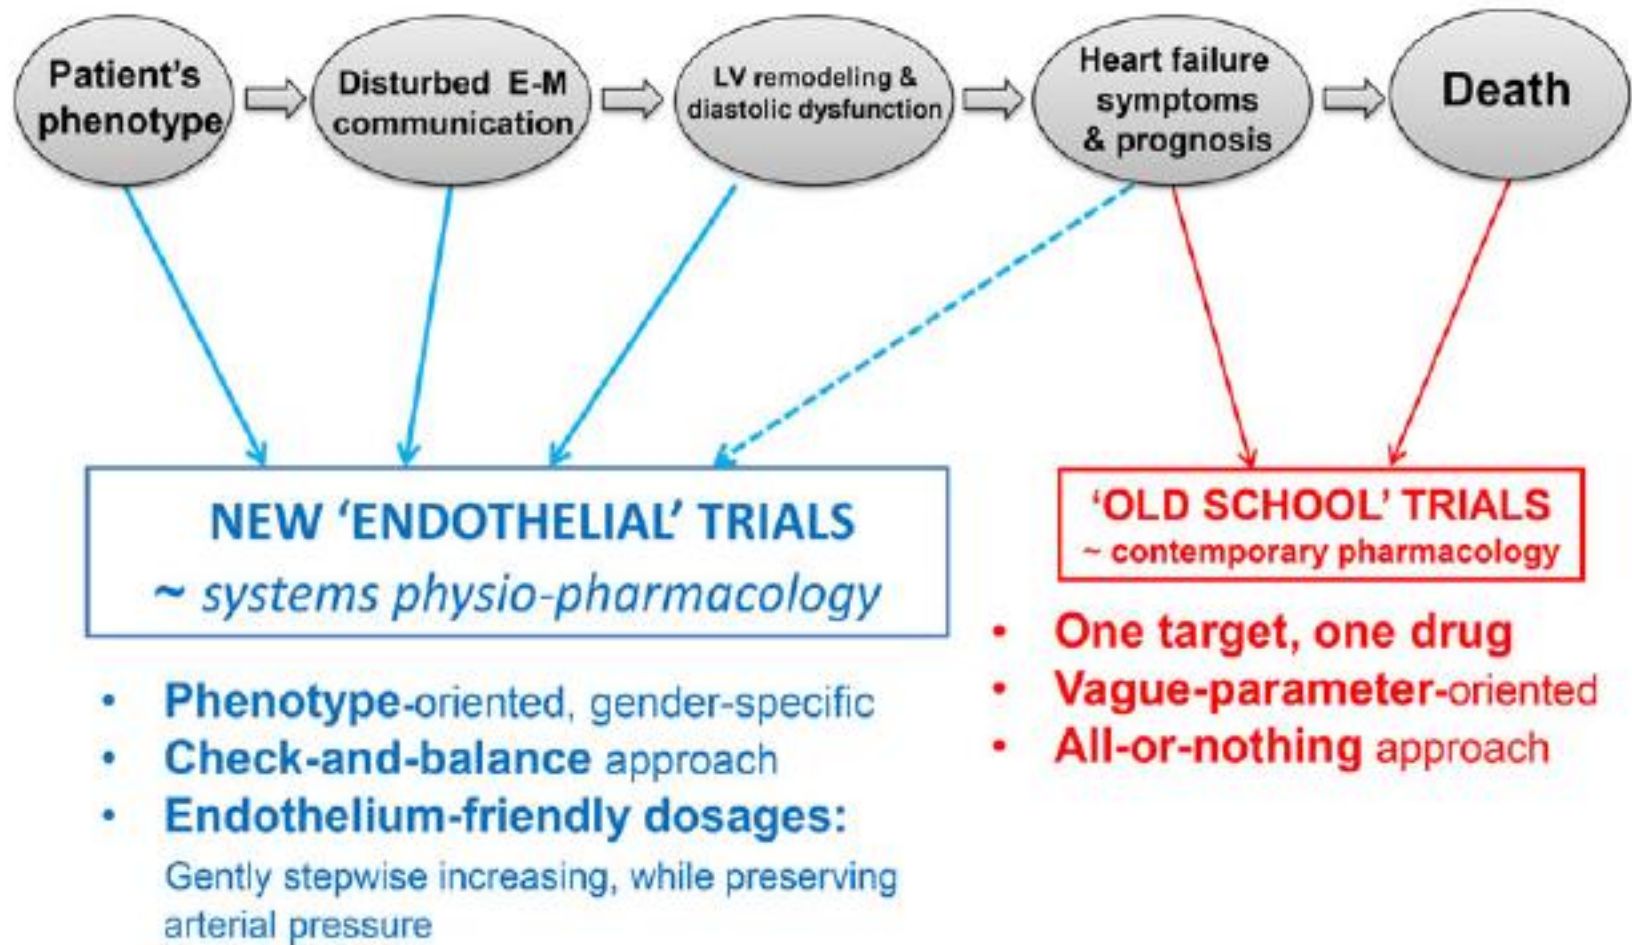 Patient's
phenotype
Disturbed E-M
communication
LV remodeling &
diastolic dysfunction
Heart failure
symptoms
& prognosis
Death
NEW ‘ENDOTHELIAL’ TRIALS
~ systems physio-pharmacology
• Phenotype-oriented, gender-specific
• Check-and-balance approach
• Endothelium-friendly dosages:
Gently stepwise increasing, while preserving
arterial pressure
‘OLD SCHOOL’ TRIALS
~ contemporary pharmacology
• One target, one drug
• Vague-parameter-oriented
• All-or-nothing approach